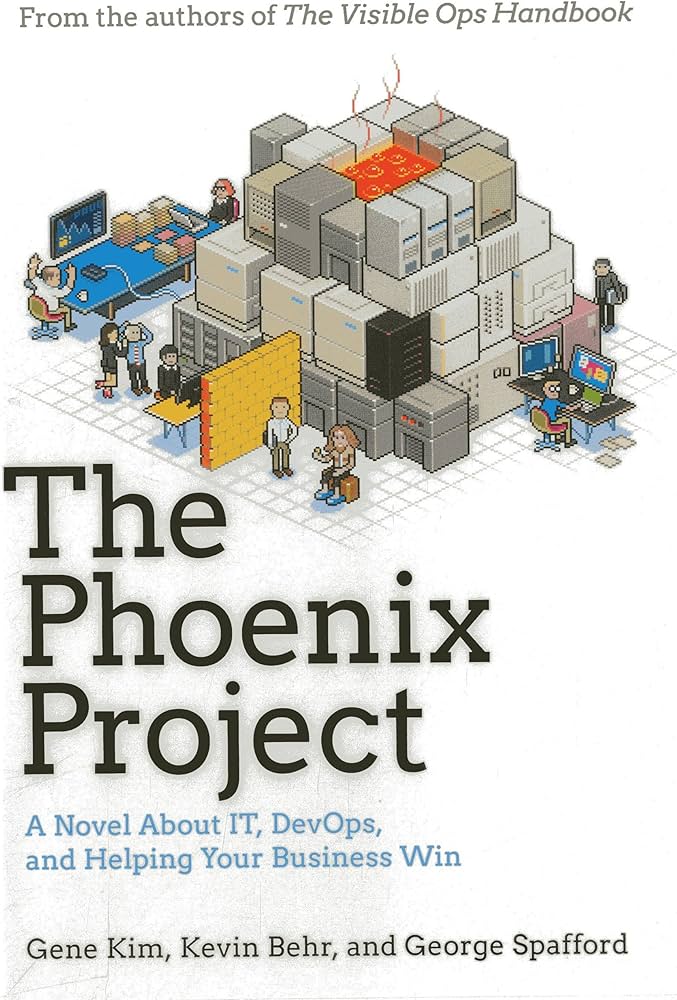 From the authors of The Visible Ops Handbook
The
Phoenix
Project
A Novel About IT, DevOps,
and Helping Your Business Win
Gene Kim, Kevin Behr, and George Spafford